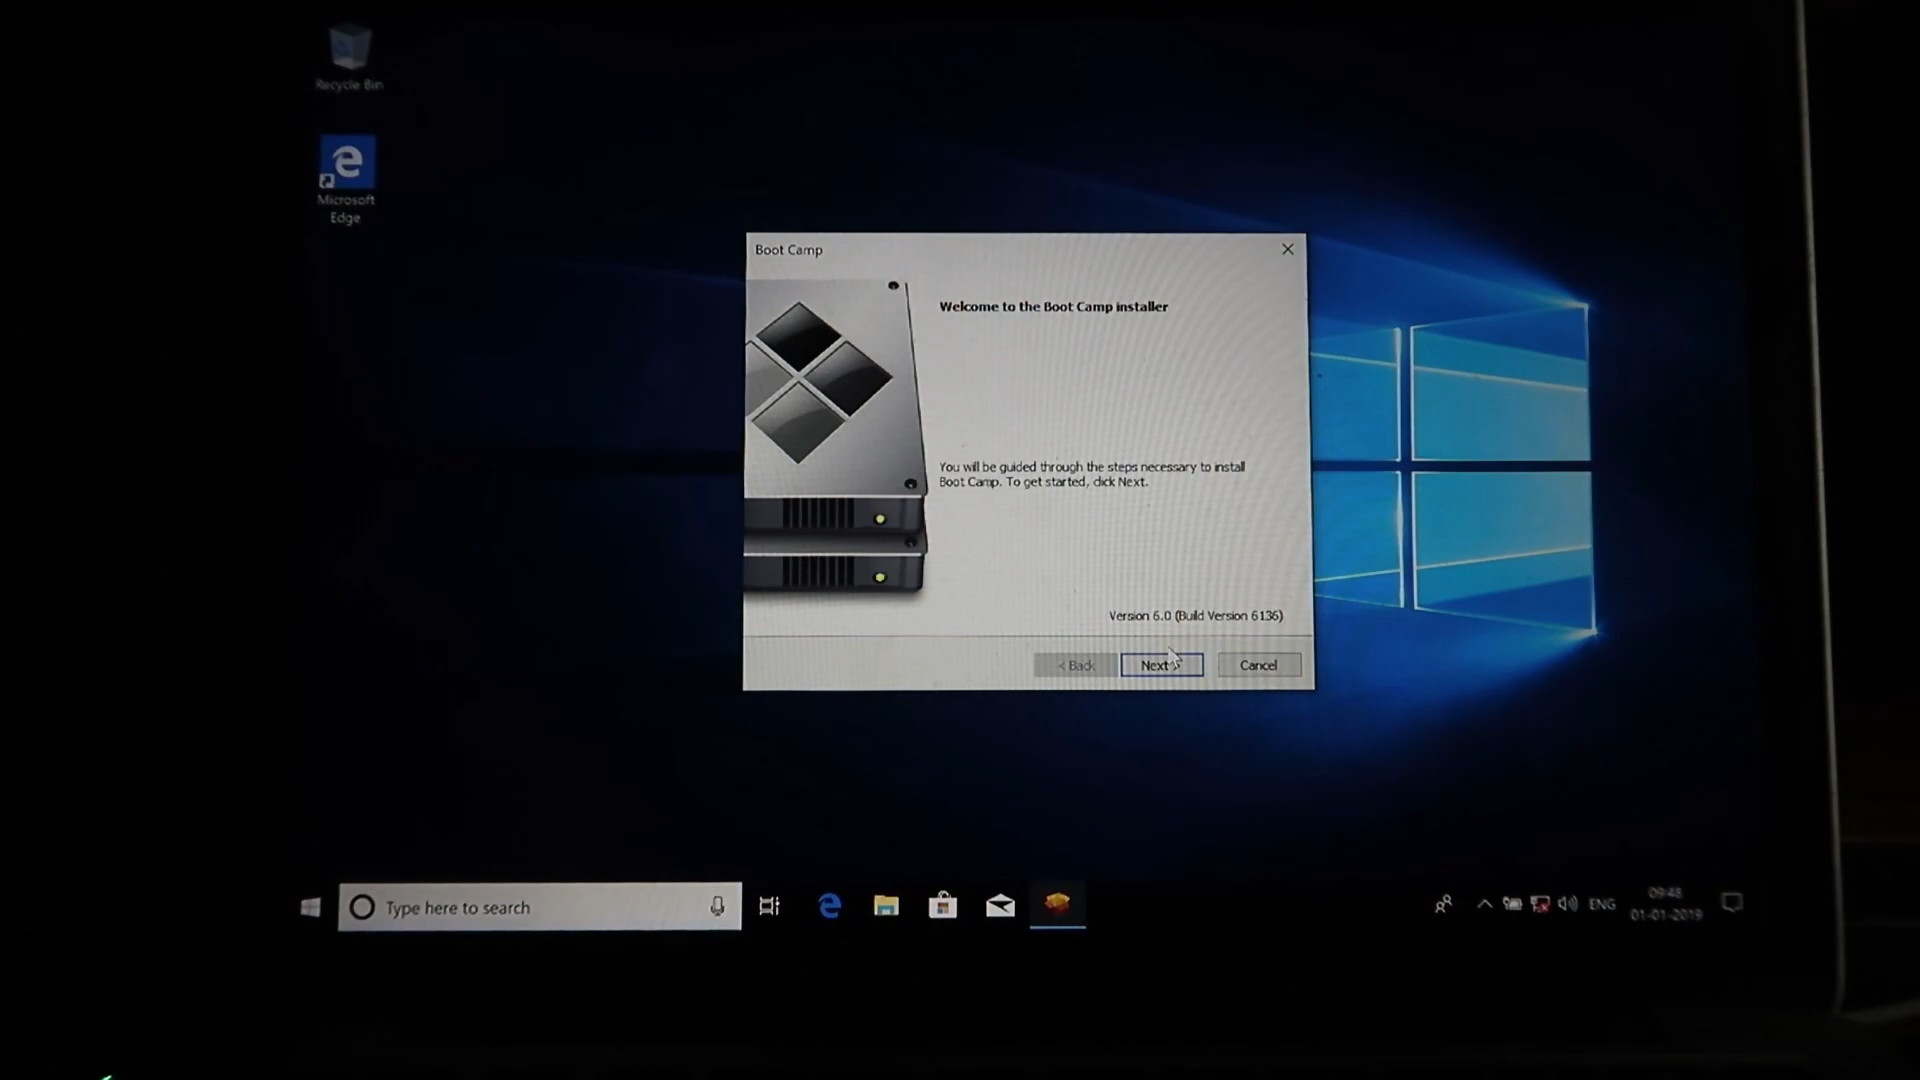 Recycle Bin
Microsoft
Edge
Boot Camp
Welcome to the Boot Camp installer
You will be guided through the steps necessary to install
Boot Camp. To get started, click Next.
Version 6.0 (Build Version 6136)
< Back
Next
Cancel
Type here to search
ENG
09:48
01-01-2019